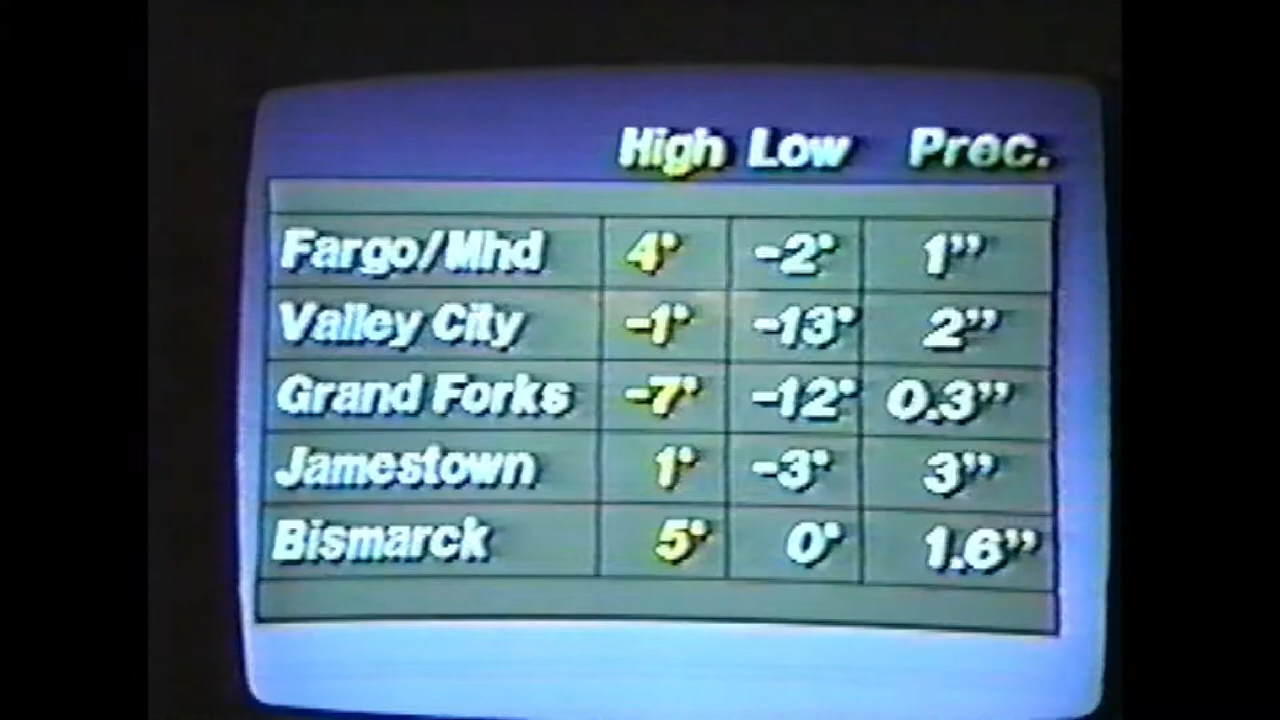 High Low Prec.
Fargo/Mhd 4° -2° 1”
Valley City -1° -13° 2”
Grand Forks -7° -12° 0.3”
Jamestown 1° -3° 3”
Bismarck 5° 0° 1.6”